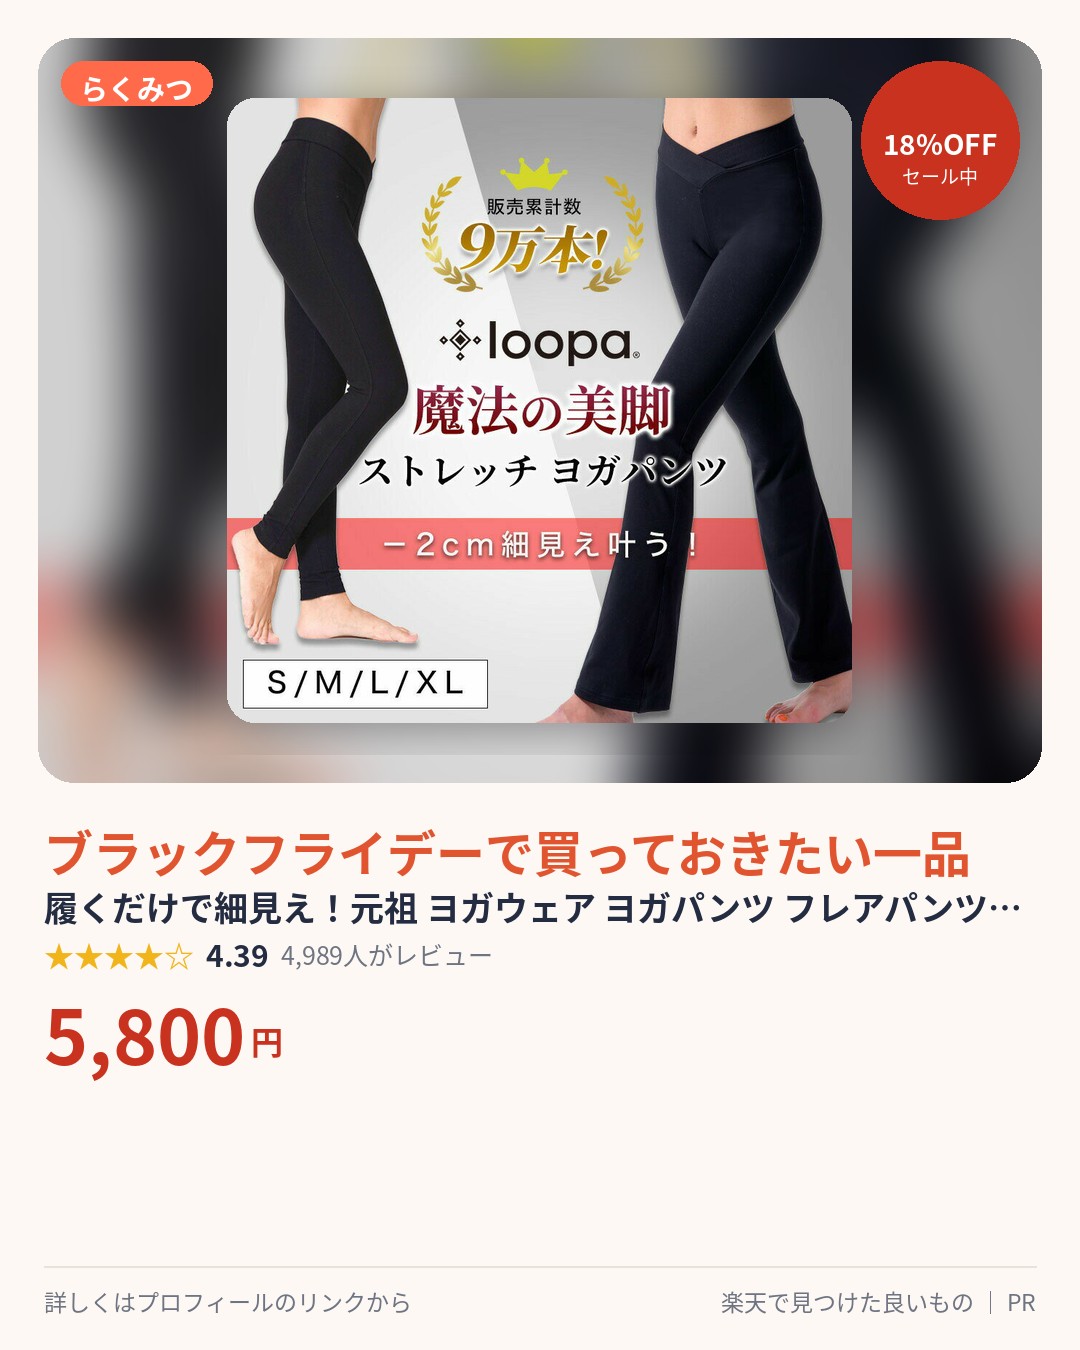 らくみつ
18%OFF
セール中
販売累計数
9万本!
loopa®
魔法の美脚
ストレッチ ヨガパンツ
−2cm細見え叶う！
S/M/L/XL
ブラックフライデーで買っておきたい一品
履くだけで細見え！元祖 ヨガウェア ヨガパンツ フレアパンツ…
★★★★☆ 4.39 4,989人がレビュー
5,800円
詳しくはプロフィールのリンクから
楽天で見つけた良いもの｜PR